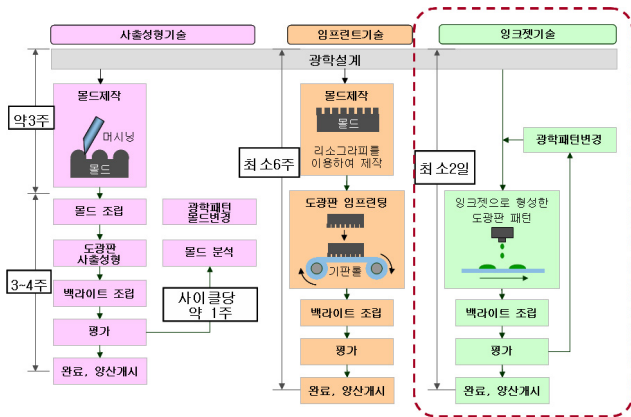 사출성형기술
임프린트기술
잉크젯기술
광학설계
약3주
몰드제작
머시닝
몰드
몰드 조립
도광판
사출성형
백라이트 조립
평가
완료, 양산개시
3~4주
광학패턴
몰드변경
몰드 분석
사이클당
약 1주
최소6주
몰드제작
몰드
리소그라피를
이용하여 제작
도광판 임프린팅
기판롤
백라이트 조립
평가
완료, 양산개시
최소2일
광학패턴변경
잉크젯으로 형성한
도광판 패턴
백라이트 조립
평가
완료, 양산개시